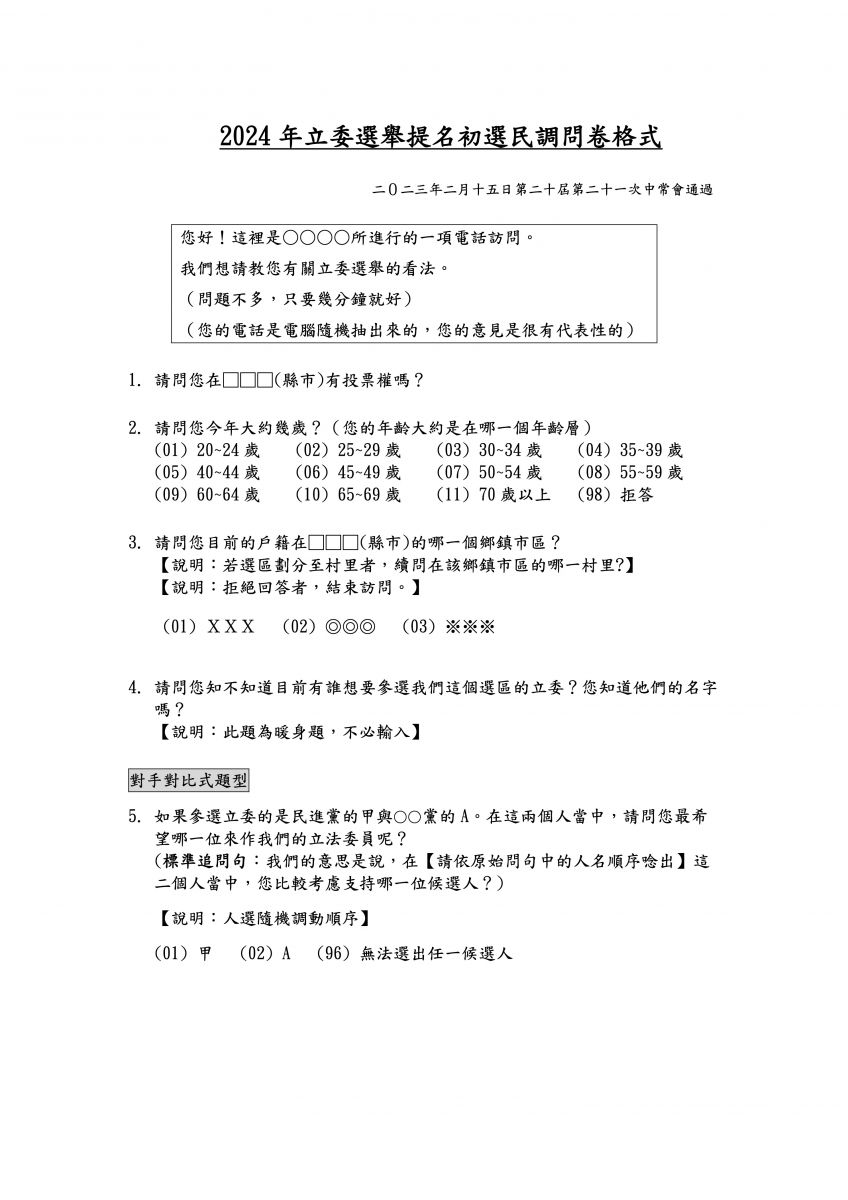 2024 年立委選舉提名初選民調問卷格式
二０二三年二月十五日第二十屆第二十一次中常會通過
您好！這裡是○○○○所進行的一項電話訪問。
我們想請教您有關立委選舉的看法。
（問題不多，只要幾分鐘就好）
（您的電話是電腦隨機抽出來的，您的意見是很有代表性的）
1. 請問您在□□□(縣市)有投票權嗎？
2. 請問您今年大約幾歲？（您的年齡大約是在哪一個年齡層）
(01) 20~24 歲 (02) 25~29 歲 (03) 30~34 歲 (04) 35~39 歲
(05) 40~44 歲 (06) 45~49 歲 (07) 50~54 歲 (08) 55~59 歲
(09) 60~64 歲 (10) 65~69 歲 (11) 70 歲以上 (98) 拒答
3. 請問您目前的戶籍在□□□(縣市)的哪一個鄉鎮市區？
【說明：若選區劃分至村里者，續問在該鄉鎮市區的哪一村里?】
【說明：拒絕回答者，結束訪問。】
(01) ＸＸＸ (02) ◎◎◎ (03) ※※※
4. 請問您知不知道目前有誰想要參選我們這個選區的立委？您知道他們的名字
嗎？
【說明：此題為暖身題，不必輸入】
對手對比式題型
5. 如果參選立委的是民進黨的甲與○○黨的 A。在這兩個人當中，請問您最希
望哪一位來作我們的立法委員呢？
(標準追問句：我們的意思是說，在【請依原始問句中的人名順序唸出】這
二個人當中，您比較考慮支持哪一位候選人？)
【說明：人選隨機調動順序】
(01) 甲 (02) A (96) 無法選出任一候選人